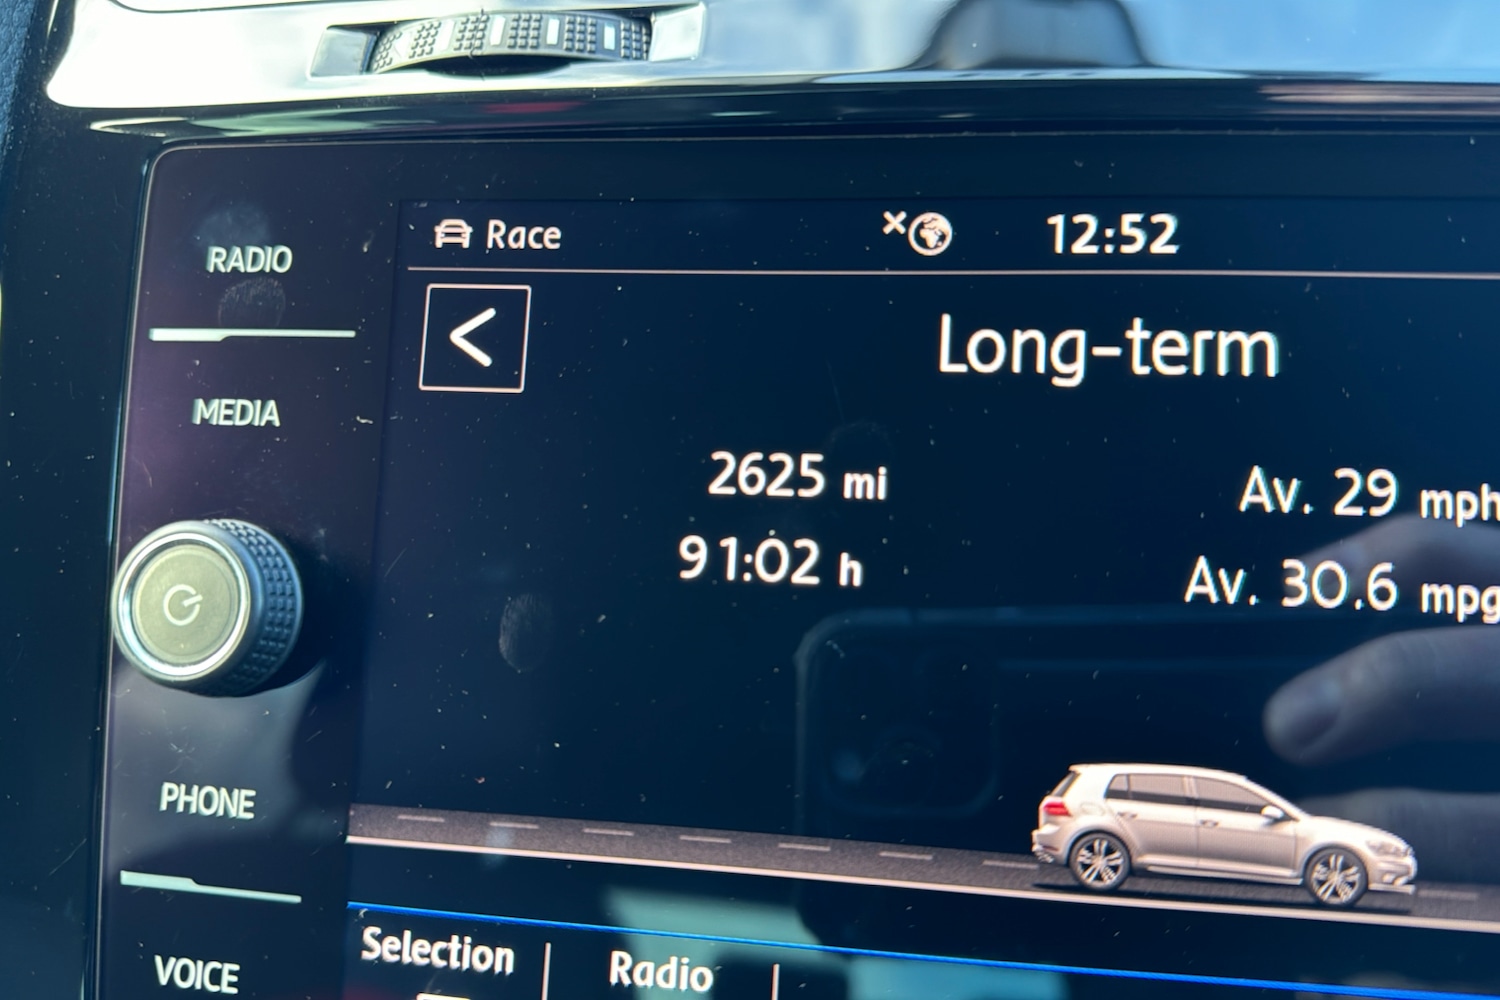 RADIO
MEDIA
PHONE
VOICE
Race
12:52
Long-term
2625 mi
91:02 h
Av. 29 mph
Av. 30.6 mpg
Selection
Radio